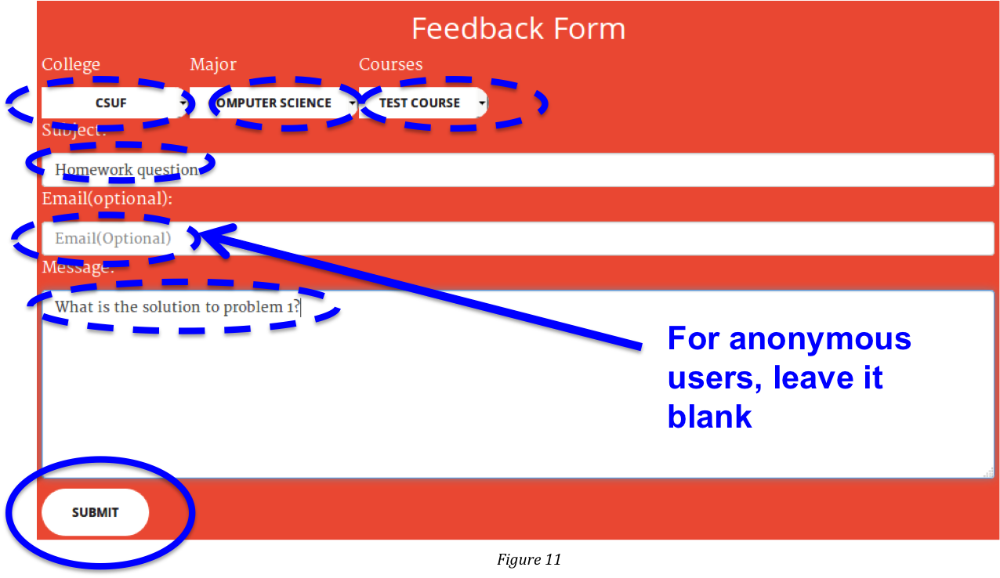 Feedback Form
College Major Courses
CSUF OMPUTER SCIENCE TEST COURSE
Subject:
Homework question
Email(optional):
Email(Optional)
Message:
What is the solution to problem 1?
For anonymous
users, leave it
blank
SUBMIT
Figure 11